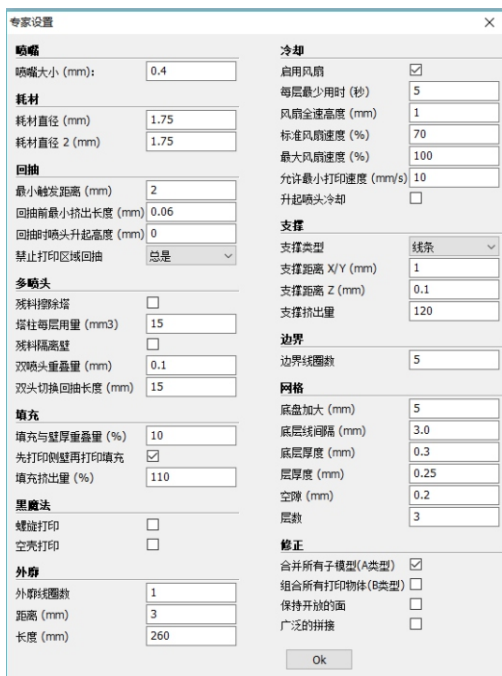 专家设置
喷嘴
喷嘴大小 (mm): 0.4
耗材
耗材直径 (mm) 1.75
耗材直径 2 (mm) 1.75
回抽
最小触发距离 (mm) 2
回抽前最小挤出长度 (mm) 0.06
回抽时喷头升起高度 (mm) 0
禁止打印区域回抽 总是
多喷头
残料擦除塔
塔柱每层用量 (mm3) 15
残料隔离壁
双喷头重叠量 (mm) 0.1
双头切换回抽长度 (mm) 15
填充
填充与壁厚重叠量 (%) 10
先打印侧壁再打印填充
填充挤出量 (%) 110
黑魔法
螺旋打印
空壳打印
外廓
外廓线圈数 1
距离 (mm) 3
长度 (mm) 260
冷却
启用风扇
每层最少用时 (秒) 5
风扇全速高度 (mm) 1
标准风扇速度 (%) 70
最大风扇速度 (%) 100
允许最小打印速度 (mm/s) 10
升起喷头冷却
支撑
支撑类型 线条
支撑距离 X/Y (mm) 1
支撑距离 Z (mm) 0.1
支撑挤出量 120
边界
边界线圈数 5
网格
底盘加大 (mm) 5
底层线间隔 (mm) 3.0
底层厚度 (mm) 0.3
层厚度 (mm) 0.25
空隙 (mm) 0.2
层数 3
修正
合并所有子模型(A类型)
组合所有打印物体(B类型)
保持开放的面
广泛的拼接
Ok